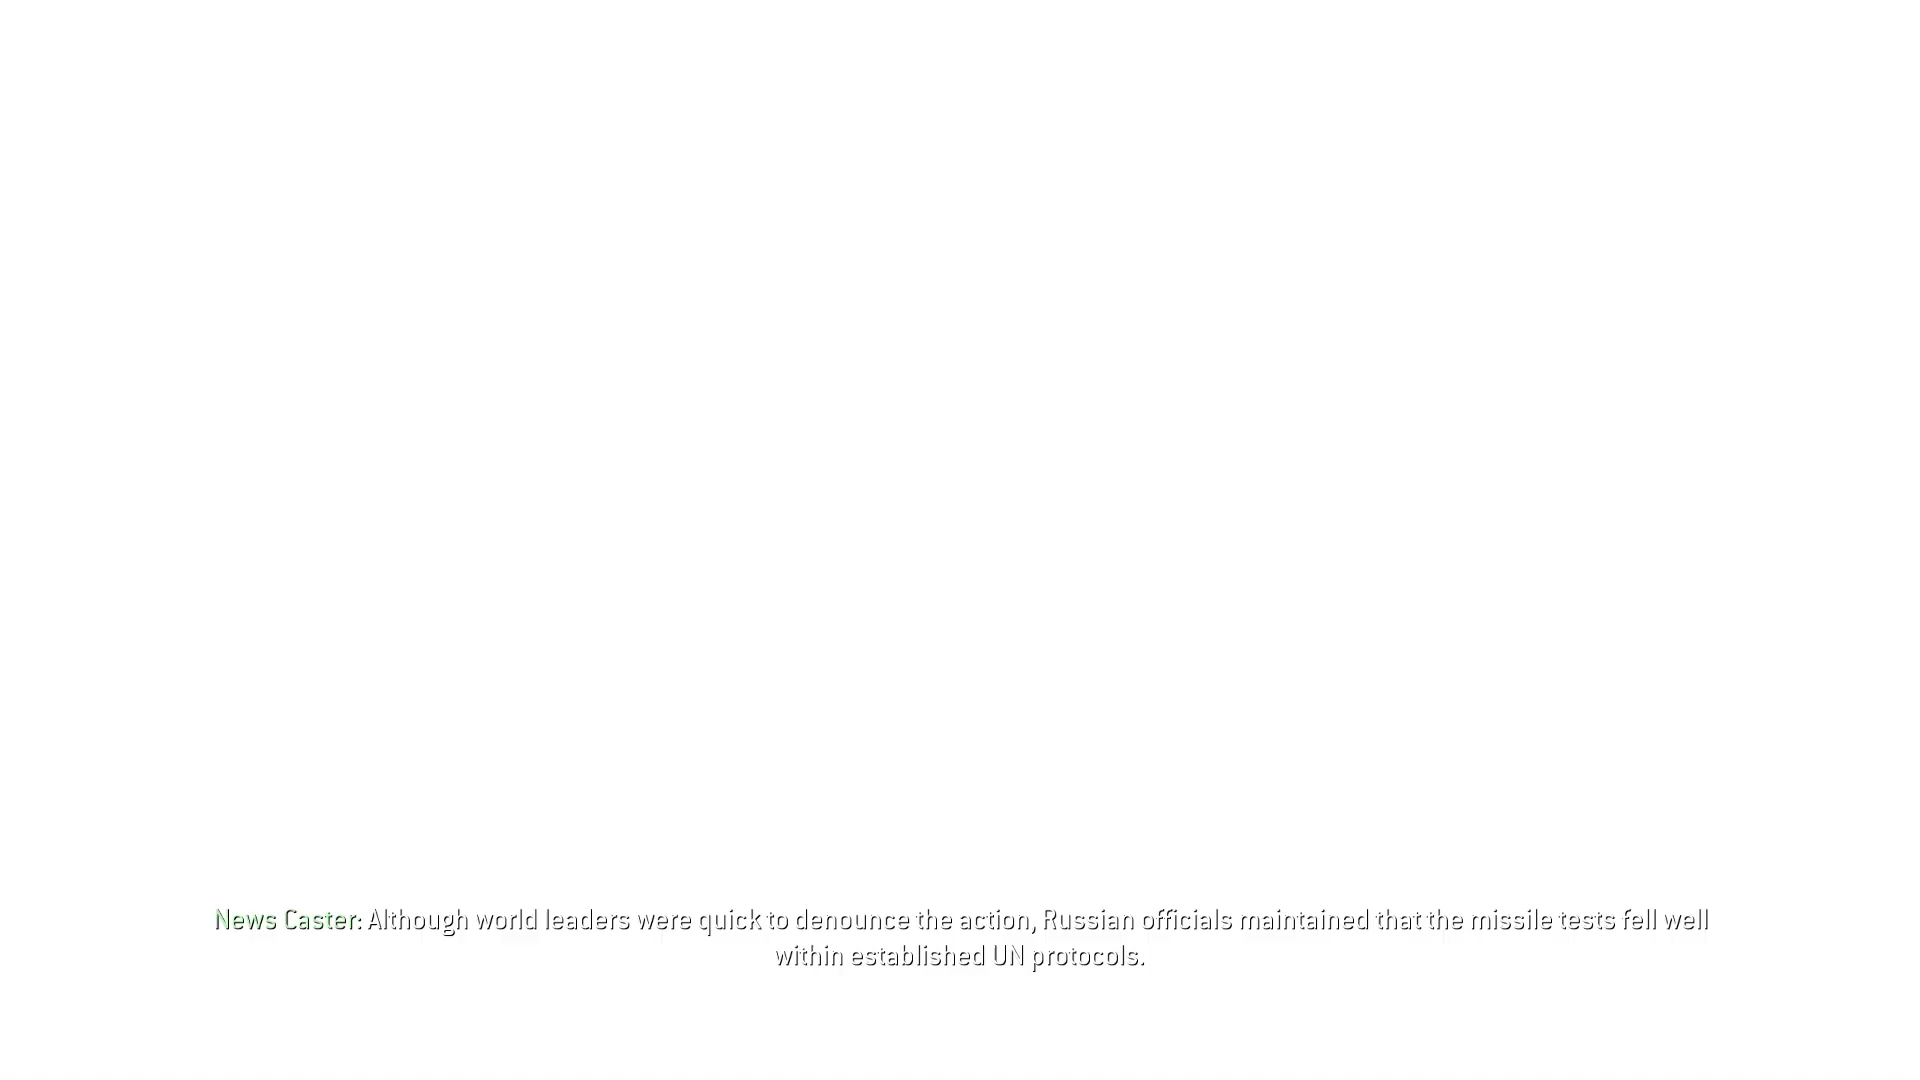 News Caster: Although world leaders were quick to denounce the action, Russian officials maintained that the missile tests fell well
within established UN protocols.